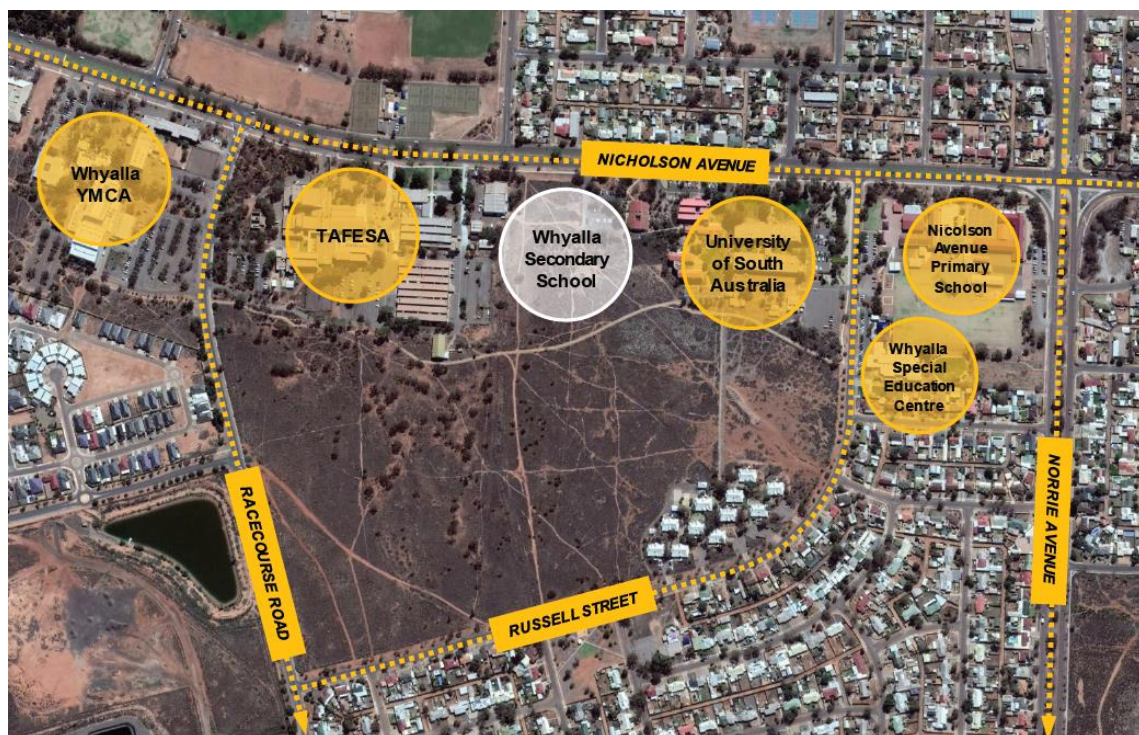 NICHOLSON AVENUE
Whyalla
YMCA
TAFESA
Whyalla
Secondary
School
University
of South
Australia
Nicolson
Avenue
Primary
School
Whyalla
Special
Education
Centre
RACECOURSE ROAD
RUSSELL STREET
NORRIE AVENUE